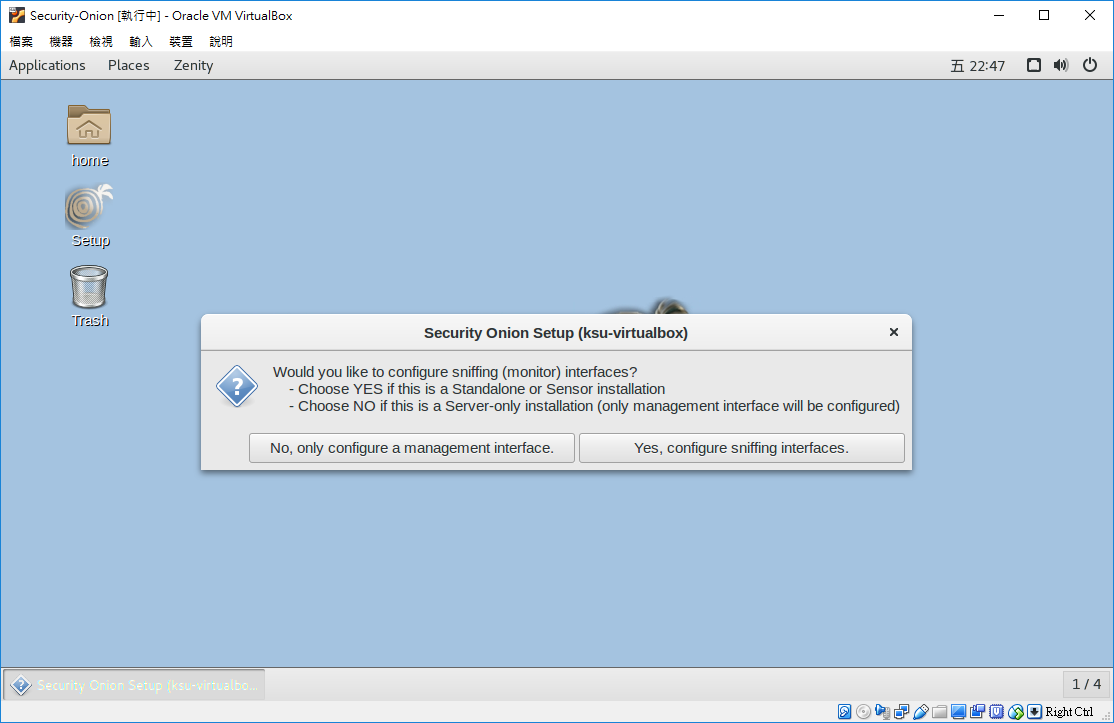 Security-Onion [執行中] - Oracle VM VirtualBox
檔案 機器 檢視 輸入 裝置 說明
Applications Places Zenity 五 22:47
home
Setup
Trash
Security Onion Setup (ksu-virtualbox)
Would you like to configure sniffing (monitor) interfaces?
- Choose YES if this is a Standalone or Sensor installation
- Choose NO if this is a Server-only installation (only management interface will be configured)
No, only configure a management interface. Yes, configure sniffing interfaces.
Security Onion Setup (ksu-virtualbo... 1 / 4
Right Ctrl